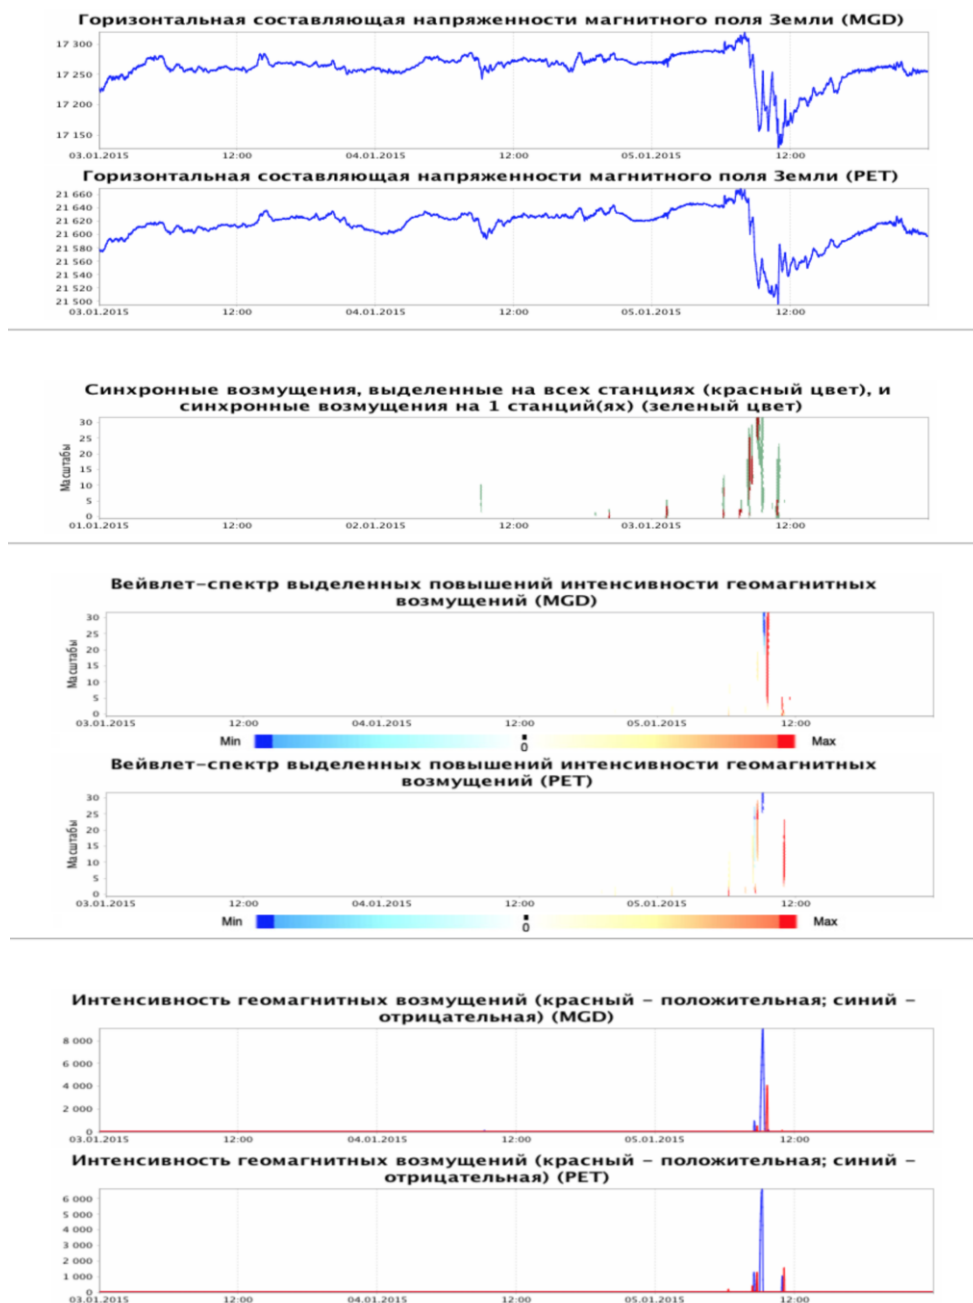 Горизонтальная составляющая напряженности магнитного поля Земли (MGD)
17 300
17 250
17 200
17 150
03.01.2015 12:00 04.01.2015 12:00 05.01.2015 12:00
Горизонтальная составляющая напряженности магнитного поля Земли (PET)
21 660
21 640
21 620
21 600
21 580
21 560
21 540
21 520
21 500
03.01.2015 12:00 04.01.2015 12:00 05.01.2015 12:00
Синхронные возмущения, выделенные на всех станциях (красный цвет), и
синхронные возмущения на 1 станций(ях) (зеленый цвет)
Масштабы
30
25
20
15
10
5
0
01.01.2015 12:00 02.01.2015 12:00 03.01.2015 12:00
Вейвлет-спектр выделенных повышений интенсивности геомагнитных
возмущений (MGD)
Масштабы
30
25
20
15
10
5
0
03.01.2015 12:00 04.01.2015 12:00 05.01.2015 12:00
Min 0 Max
Вейвлет-спектр выделенных повышений интенсивности геомагнитных
возмущений (PET)
Масштабы
30
25
20
15
10
5
0
03.01.2015 12:00 04.01.2015 12:00 05.01.2015 12:00
Min 0 Max
Интенсивность геомагнитных возмущений (красный - положительная; синий -
отрицательная) (MGD)
8 000
6 000
4 000
2 000
0
03.01.2015 12:00 04.01.2015 12:00 05.01.2015 12:00
Интенсивность геомагнитных возмущений (красный - положительная; синий -
отрицательная) (PET)
6 000
5 000
4 000
3 000
2 000
1 000
0
03.01.2015 12:00 04.01.2015 12:00 05.01.2015 12:00